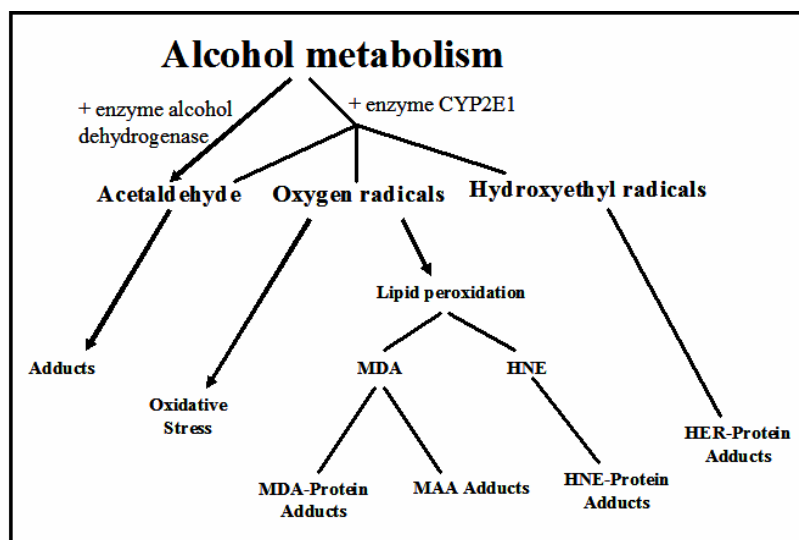 Alcohol metabolism
+ enzyme alcohol
dehydrogenase
+ enzyme CYP2E1
Acetaldehyde
Oxygen radicals
Hydroxyethyl radicals
Lipid peroxidation
Adducts
Oxidative
Stress
MDA
HNE
HER-Protein
Adducts
MDA-Protein
Adducts
MAA Adducts
HNE-Protein
Adducts